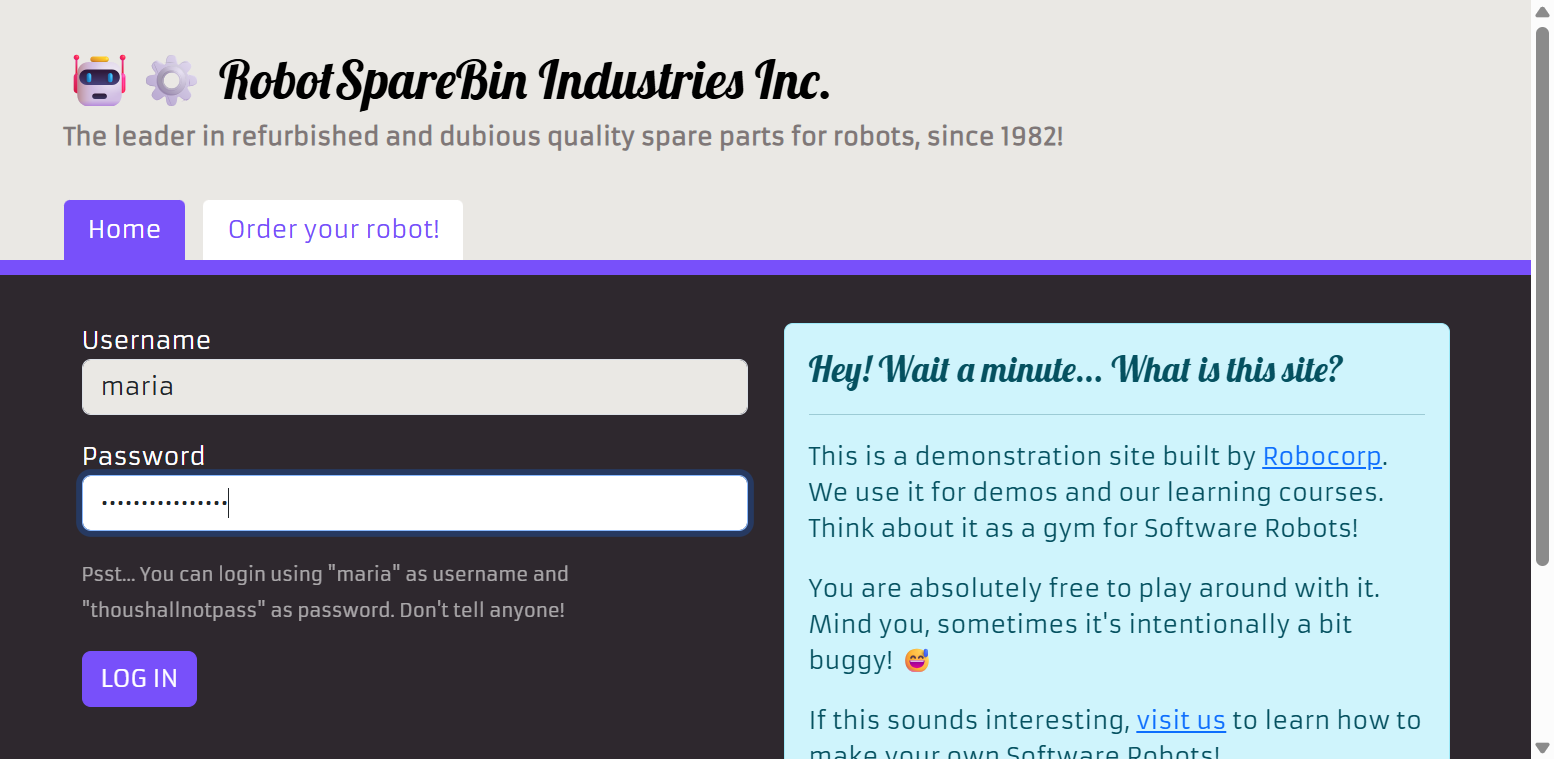 RobotSpareBin Industries Inc.
The leader in refurbished and dubious quality spare parts for robots, since 1982!
Home
Order your robot!
Username
maria
Password
••••••••••••••••
Psst... You can login using "maria" as username and
"thoushallnotpass" as password. Don't tell anyone!
LOG IN
Hey! Wait a minute... What is this site?
This is a demonstration site built by Robocorp.
We use it for demos and our learning courses.
Think about it as a gym for Software Robots!
You are absolutely free to play around with it.
Mind you, sometimes it's intentionally a bit
buggy! 😅
If this sounds interesting, visit us to learn how to
make your own Software Robots!